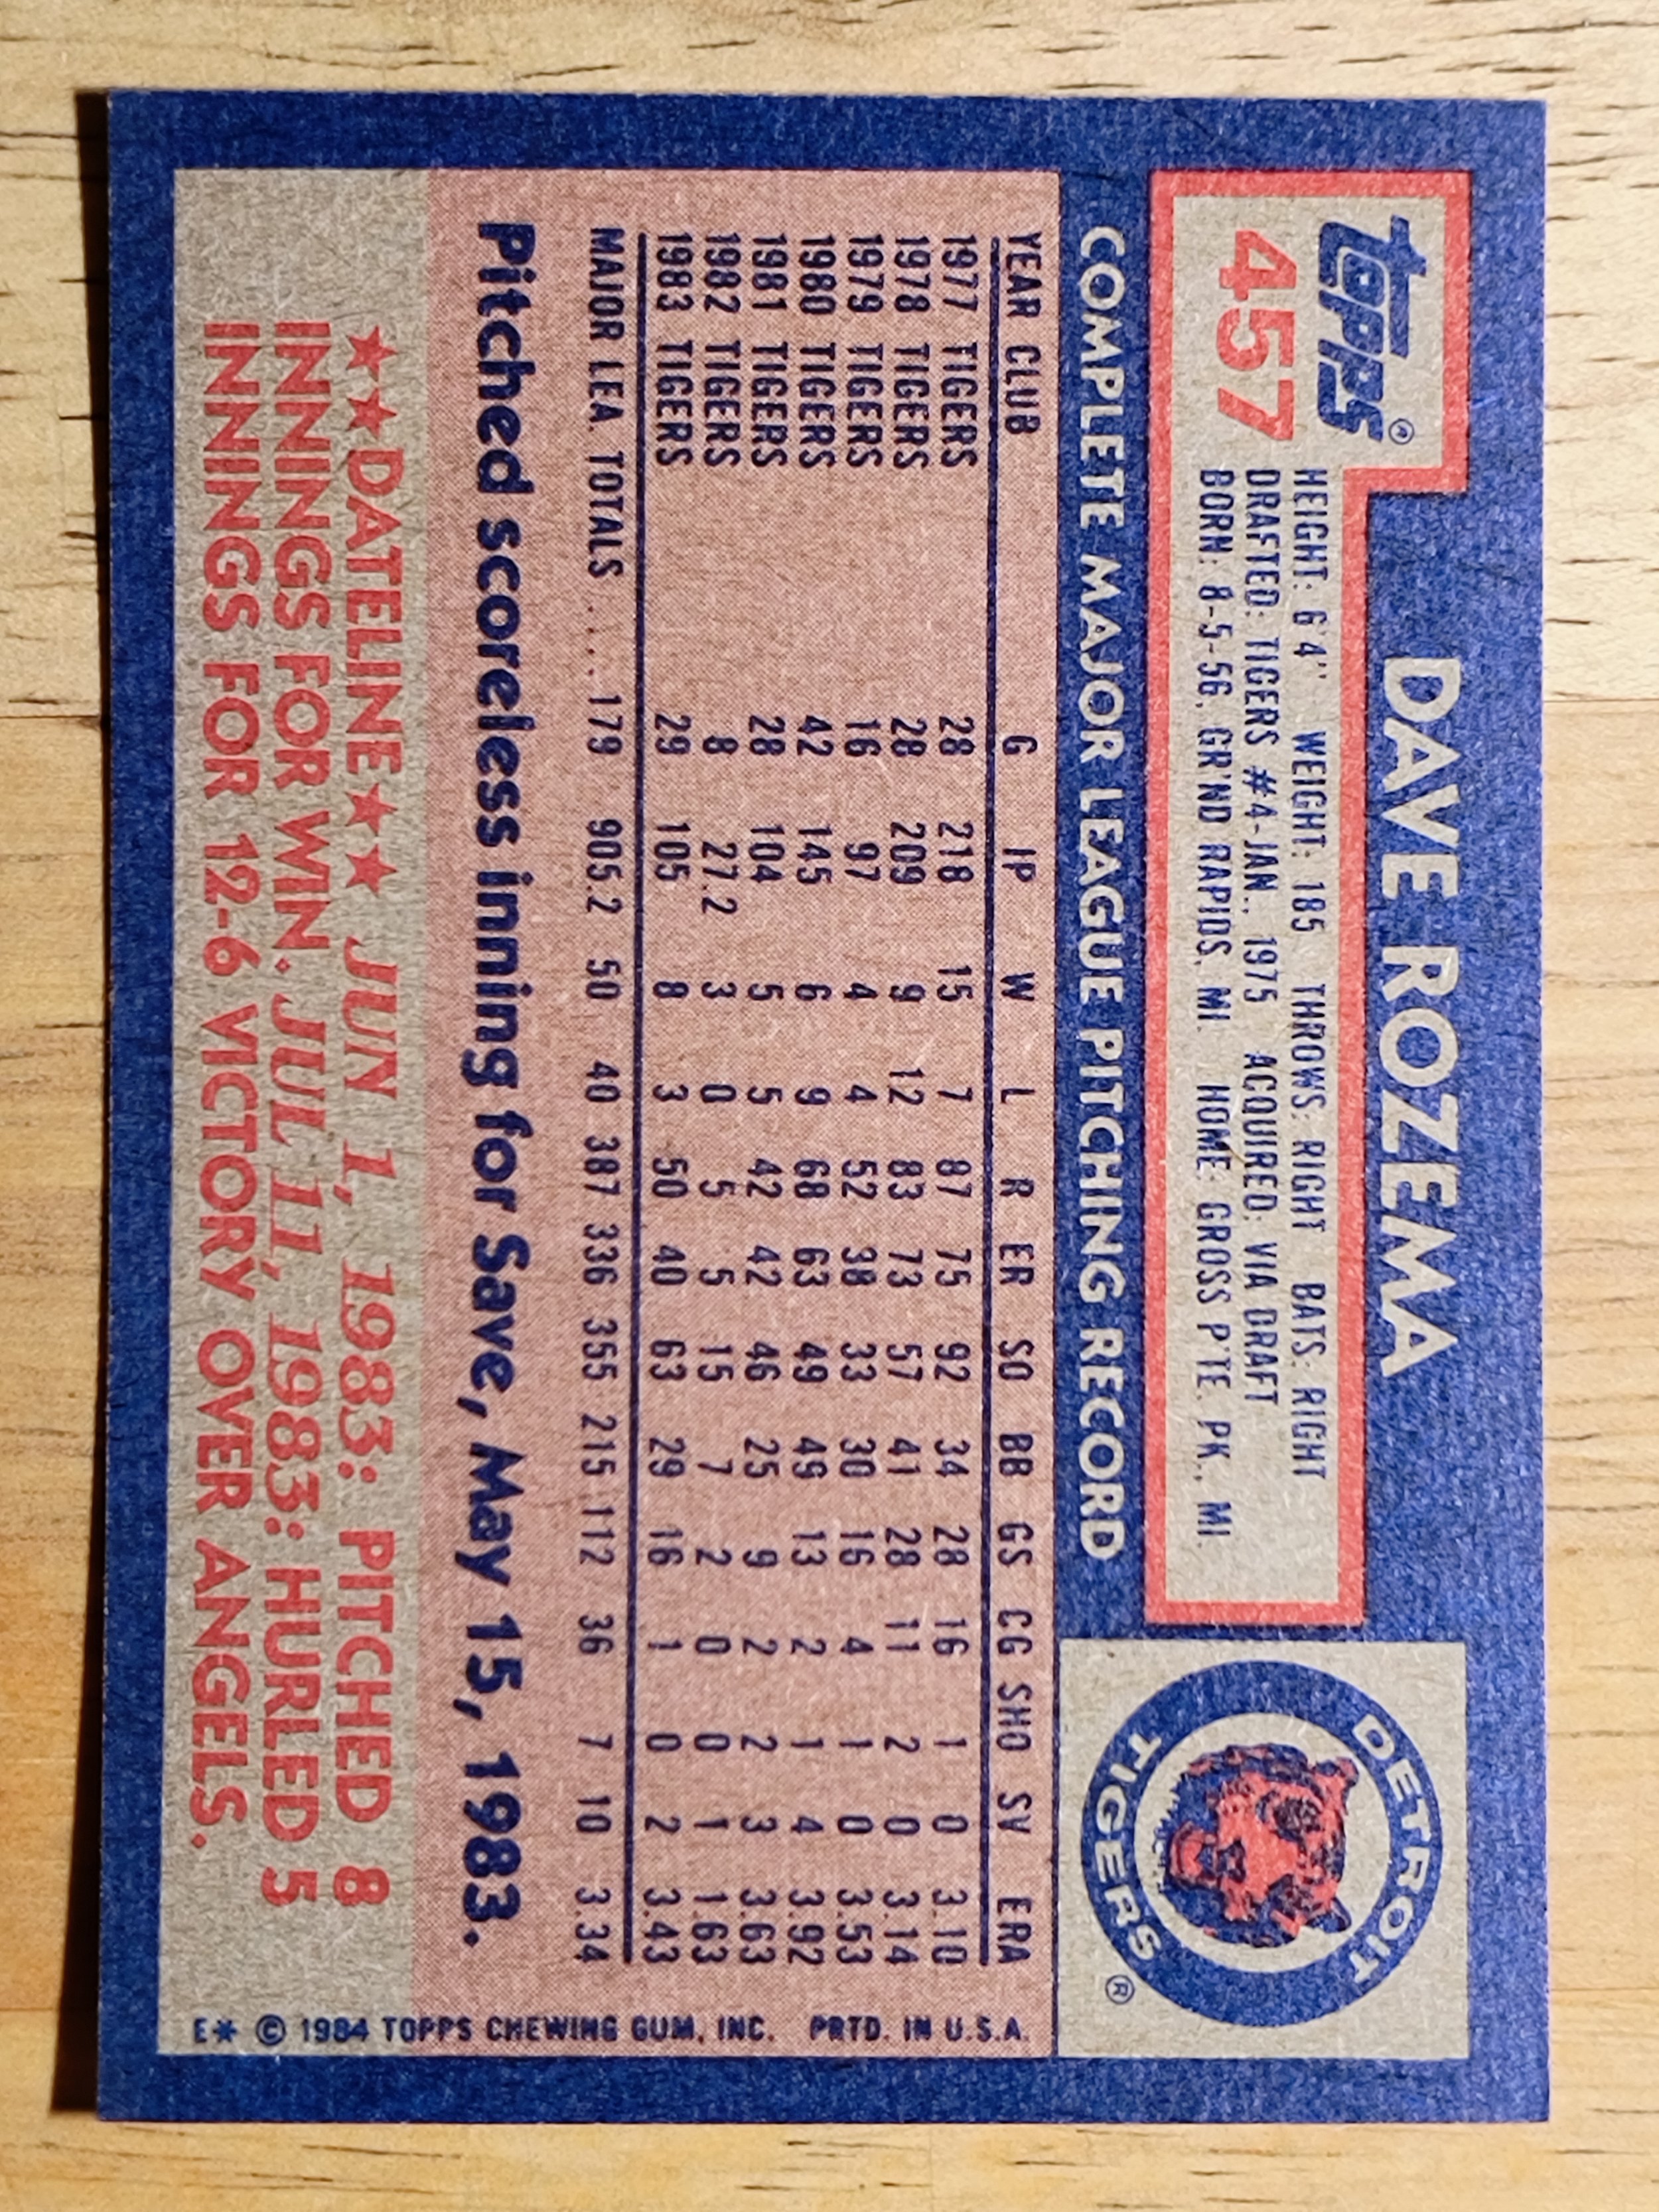 topps®
457
DAVE ROZEMA
HEIGHT: 6'4'' WEIGHT: 185 THROWS: RIGHT BATS: RIGHT
DRAFTED: TIGERS #4-JAN., 1975 ACQUIRED: VIA DRAFT
BORN: 8-5-56, GR'ND RAPIDS, MI. HOME: GROSS P'TE. PK., MI.
DETROIT
TIGERS
®
COMPLETE MAJOR LEAGUE PITCHING RECORD
YEAR CLUB G IP W L R ER SO BB GS CG SHO SV ERA
1977 TIGERS 28 218 15 7 87 75 92 34 28 16 1 0 3.10
1978 TIGERS 28 209 9 12 83 73 57 41 28 11 2 0 3.14
1979 TIGERS 16 97 4 4 52 38 33 30 16 4 1 0 3.53
1980 TIGERS 42 145 6 9 68 63 49 49 13 2 1 4 3.92
1981 TIGERS 28 104 5 5 42 42 46 25 9 2 2 3 3.63
1982 TIGERS 8 27.2 3 0 5 5 15 7 2 0 0 1 1.63
1983 TIGERS 29 105 8 3 50 40 63 29 16 1 0 2 3.43
MAJOR LEA. TOTALS .... 179 905.2 50 40 387 336 355 215 112 36 7 10 3.34
Pitched scoreless inning for Save, May 15, 1983.
★★DATELINE★★ JUN 1, 1983: PITCHED 8
INNINGS FOR WIN. JUL 11, 1983: HURLED 5
INNINGS FOR 12-6 VICTORY OVER ANGELS.
E* © 1984 TOPPS CHEWING GUM, INC. PRTD. IN U.S.A.